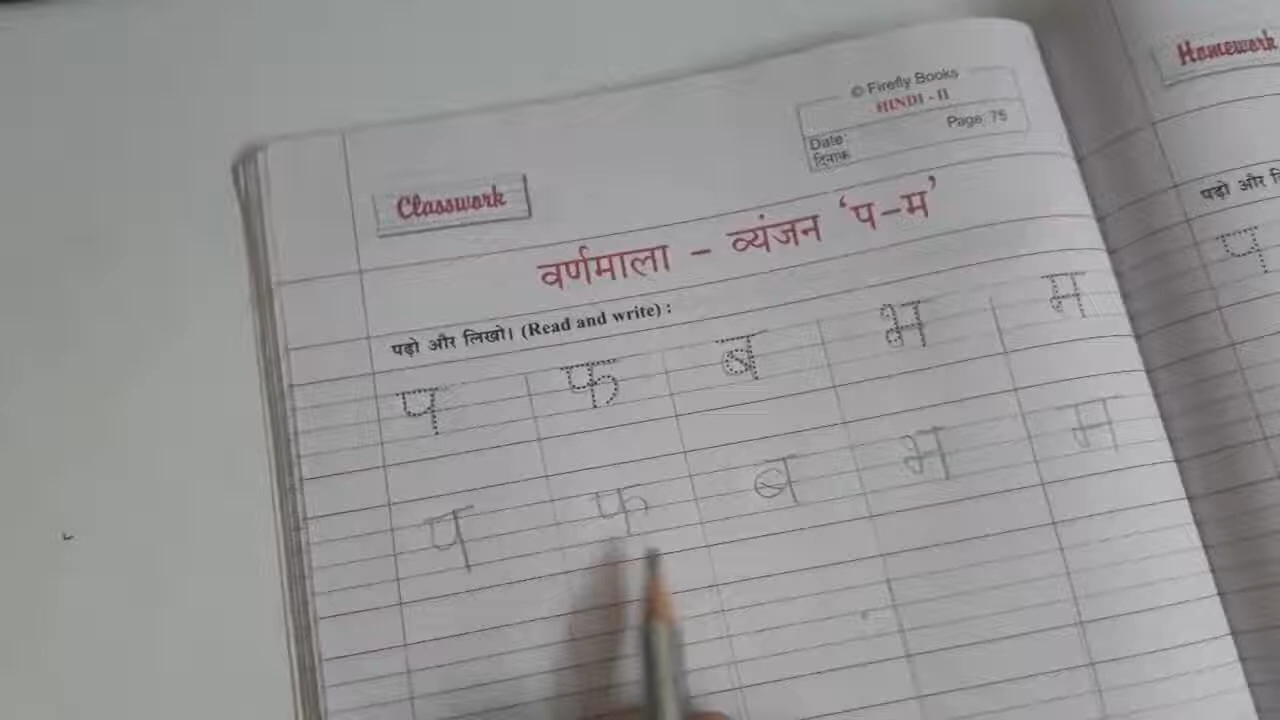 © Firefly Books
HINDI - II
Page: 75
Date:
दिनांक
Classwork
वर्णमाला – व्यंजन ‘प-म’
पढ़ो और लिखो। (Read and write) :
प फ ब भ म
प फ ब भ म
Homework
पढ़ो और
प